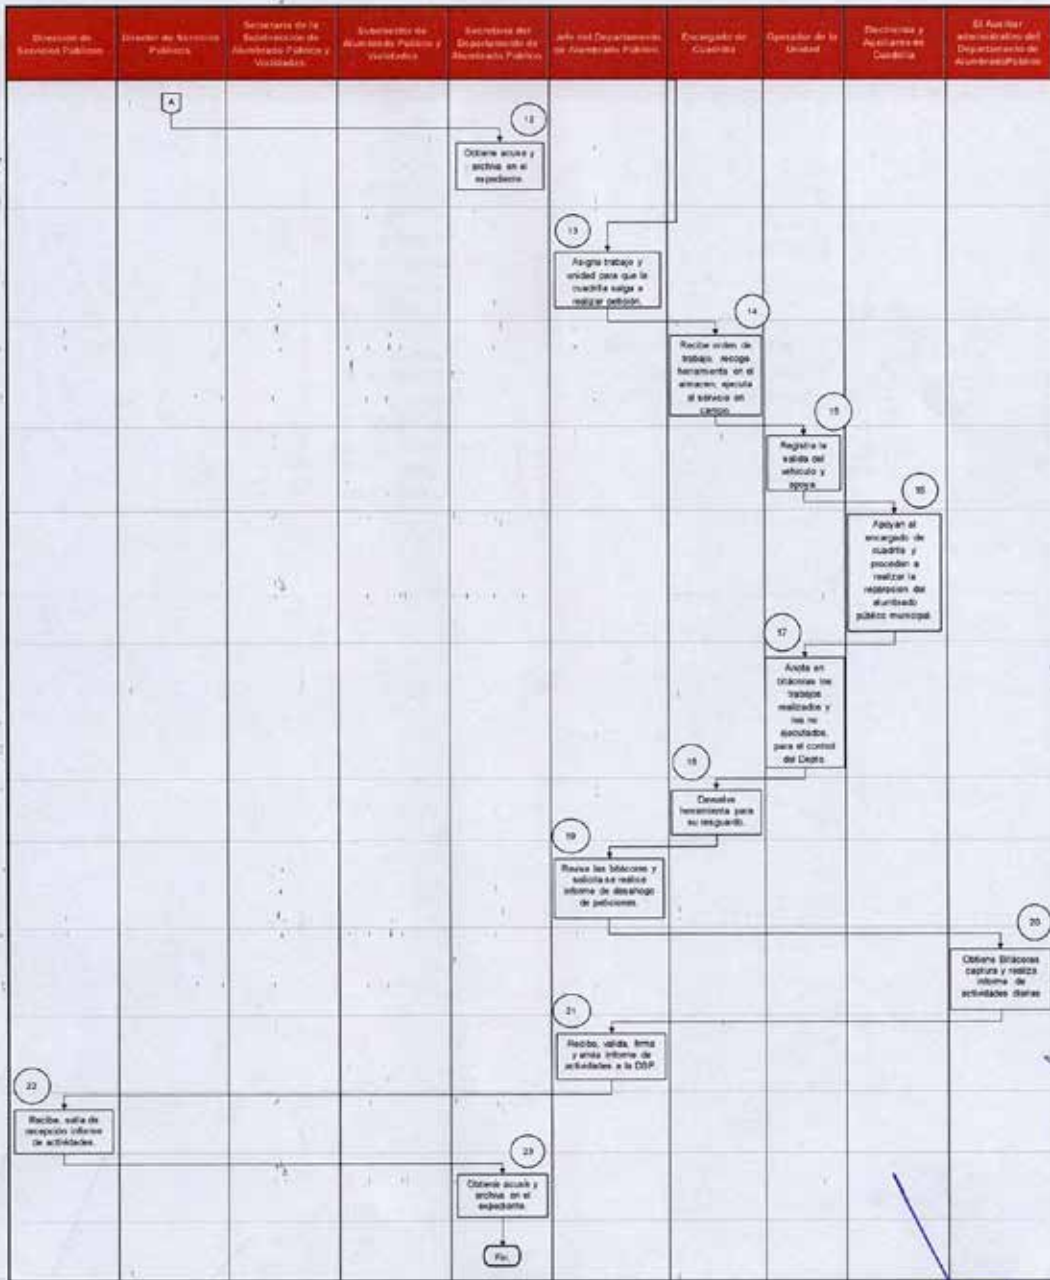 Dirección de
Servicios Públicos
Director de Servicios
Públicos
Secretaria de la
Subdirección de
Alumbrado Público y
Vialidades
Subdirector de
Alumbrado Público y
Vialidades
Secretaria del
Departamento de
Alumbrado Público
Jefe del Departamento
de Alumbrado Público
Encargado de
Cuadrilla
Operador de la
Unidad
Electricista y
Auxiliares de
Cuadrilla
El Auxiliar
administrativo del
Departamento de
AlumbradoPúblico
A
12
Obtiene acuse y
archiva en el
expediente.
13
Asigna trabajo y
unidad para que la
cuadrilla salga a
realizar petición.
14
Recibe orden de
trabajo, recoge
herramienta en el
almacen, ejecuta
el servicio en
campo.
15
Registra la
salida del
vehículo y
apoya.
16
Apoyan al
encargado de
cuadrilla y
proceden a
realizar la
reparacion del
alumbrado
público municipal.
17
Anota en
bitácoras los
trabajos
realizados y
los no
ejecutados,
para el control
del Depto.
18
Devuelve
herramienta para
su resguardo.
19
Revisa las bitácoras y
solicita se realice
informe de desahogo
de peticiones.
20
Obtiene Bitácoras
captura y realiza
informe de
actividades diarias
21
Recibe, valida, firma
y envía informe de
actividades a la DSP.
22
Recibe, sella de
recepción informe
de actividades.
23
Obtiene acuse y
archiva en el
expediente.
Fin.